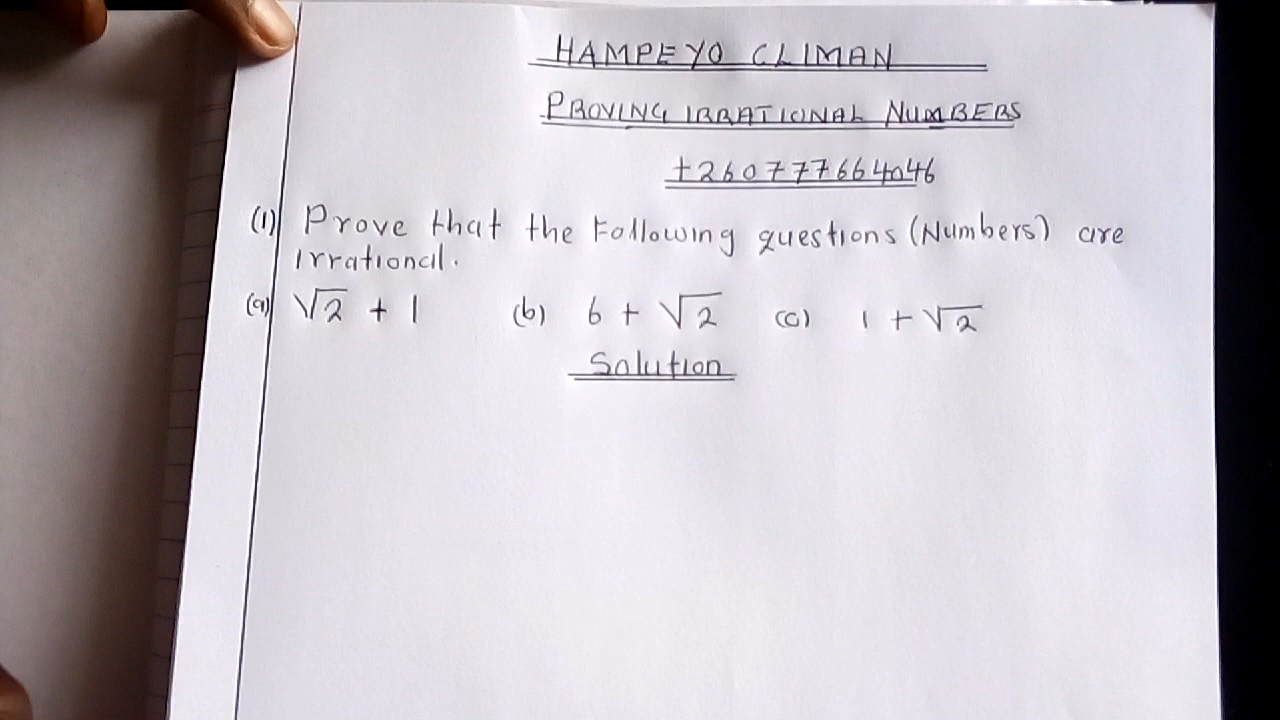 HAMPEYO CLIMAN
PROVING IRRATIONAL NUMBERS
+260777664046
(1) Prove that the Following questions (Numbers) are
irrational.
(a) √2 + 1 (b) 6 + √2 (c) 1 + √2
Solution